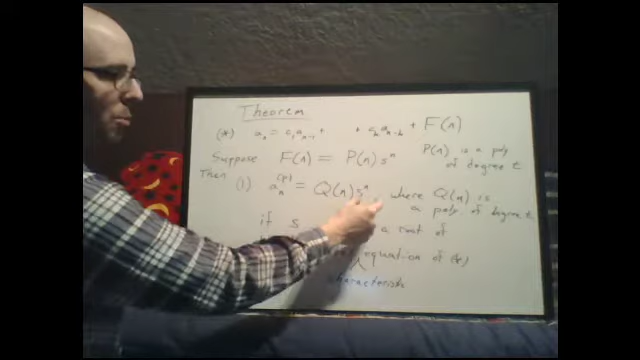 Theorem
(*) aₙ = c₁aₙ₋₁ + + cₖaₙ₋ₖ + F(n)
Suppose F(n) = P(n) sⁿ P(n) is a poly
of degree t
Then (1) aₙ⁽ᵖ⁾ = Q(n) sⁿ where Q(n) is
a poly of degree t
if s a root of
equation of (*)
characteristic